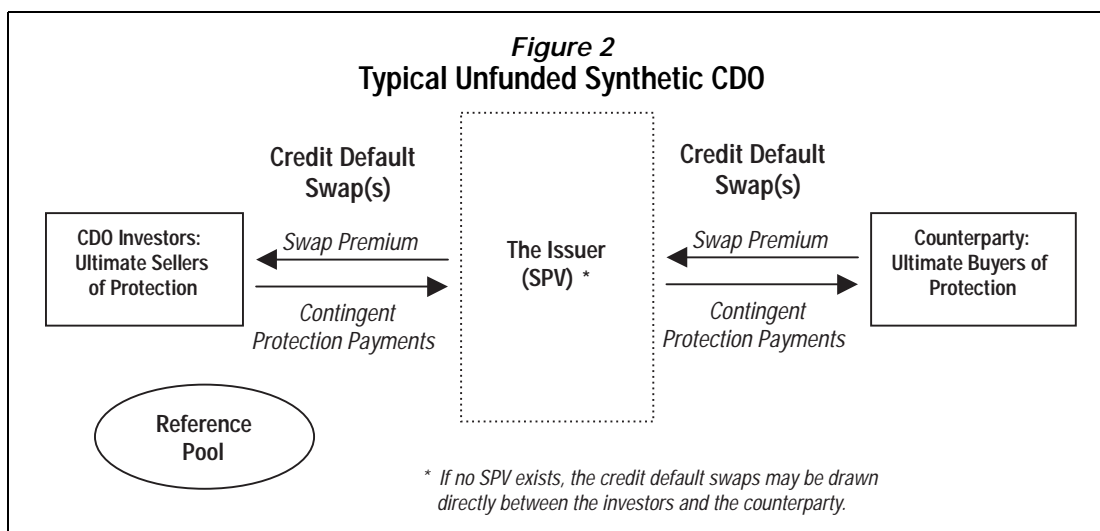 Figure 2
Typical Unfunded Synthetic CDO
Credit Default
Swap(s)
Credit Default
Swap(s)
CDO Investors:
Ultimate Sellers
of Protection
Swap Premium
Contingent
Protection Payments
The Issuer
(SPV) *
Swap Premium
Contingent
Protection Payments
Counterparty:
Ultimate Buyers of
Protection
Reference
Pool
* If no SPV exists, the credit default swaps may be drawn
directly between the investors and the counterparty.